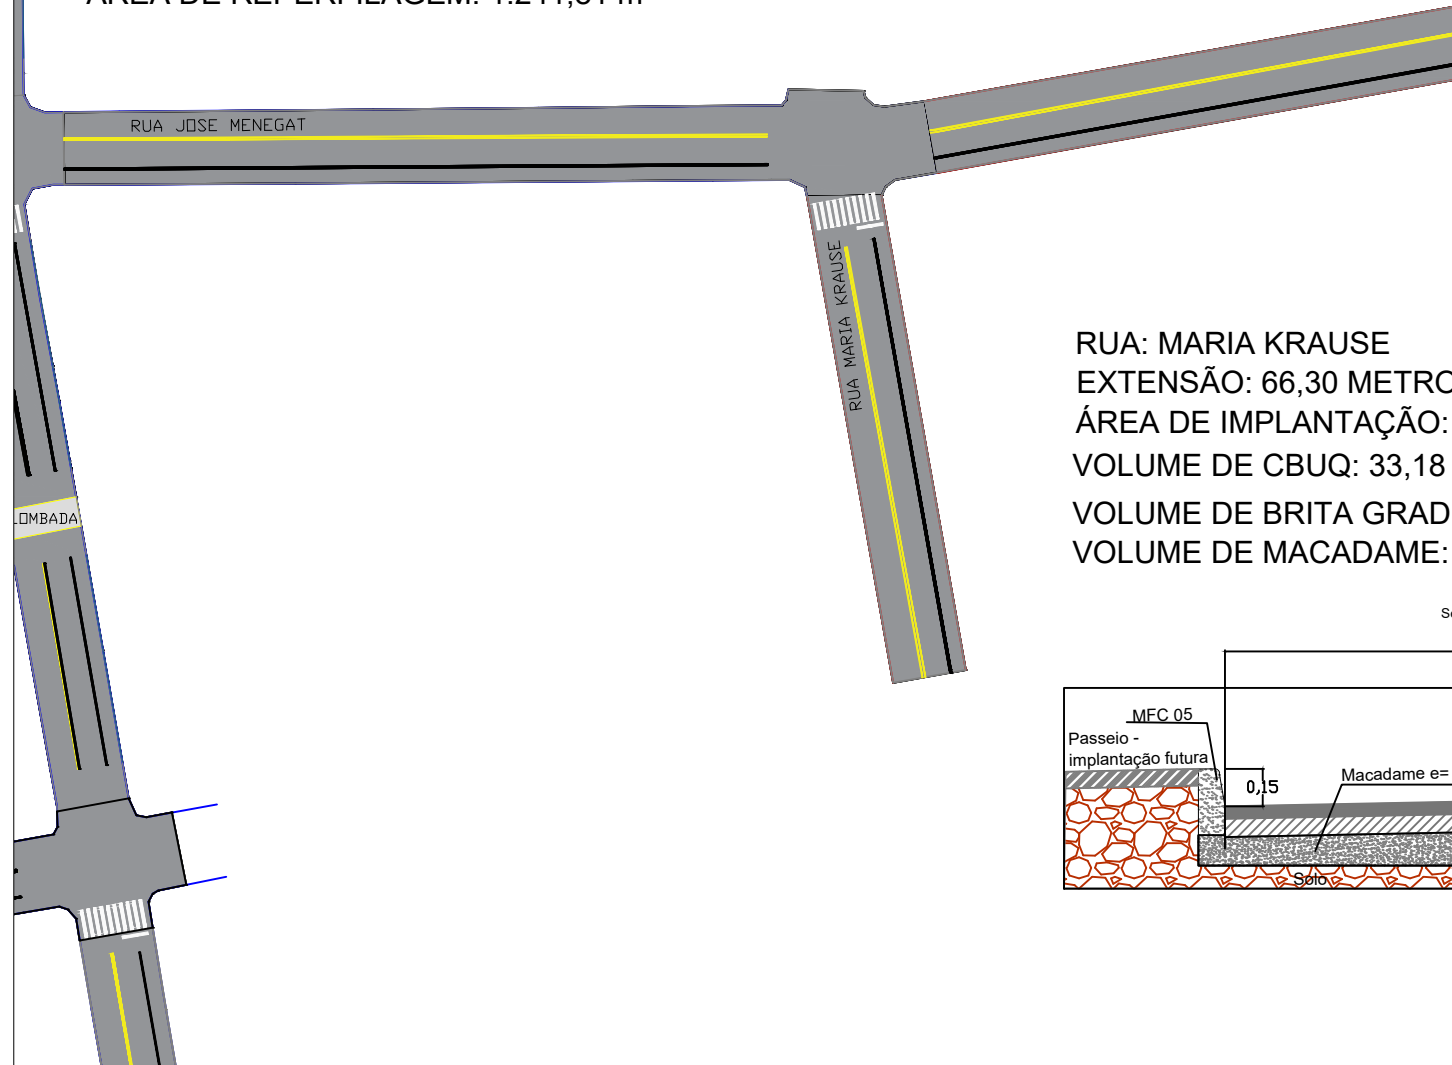 RUA JOSE MENEGAT
RUA MARIA KRAUSE
LOMBADA
RUA: MARIA KRAUSE
EXTENSÃO: 66,30 METRO
ÁREA DE IMPLANTAÇÃO:
VOLUME DE CBUQ: 33,18
VOLUME DE BRITA GRAD
VOLUME DE MACADAME:
MFC 05
Passeio -
implantação futura
0,15
Macadame e=
Solo